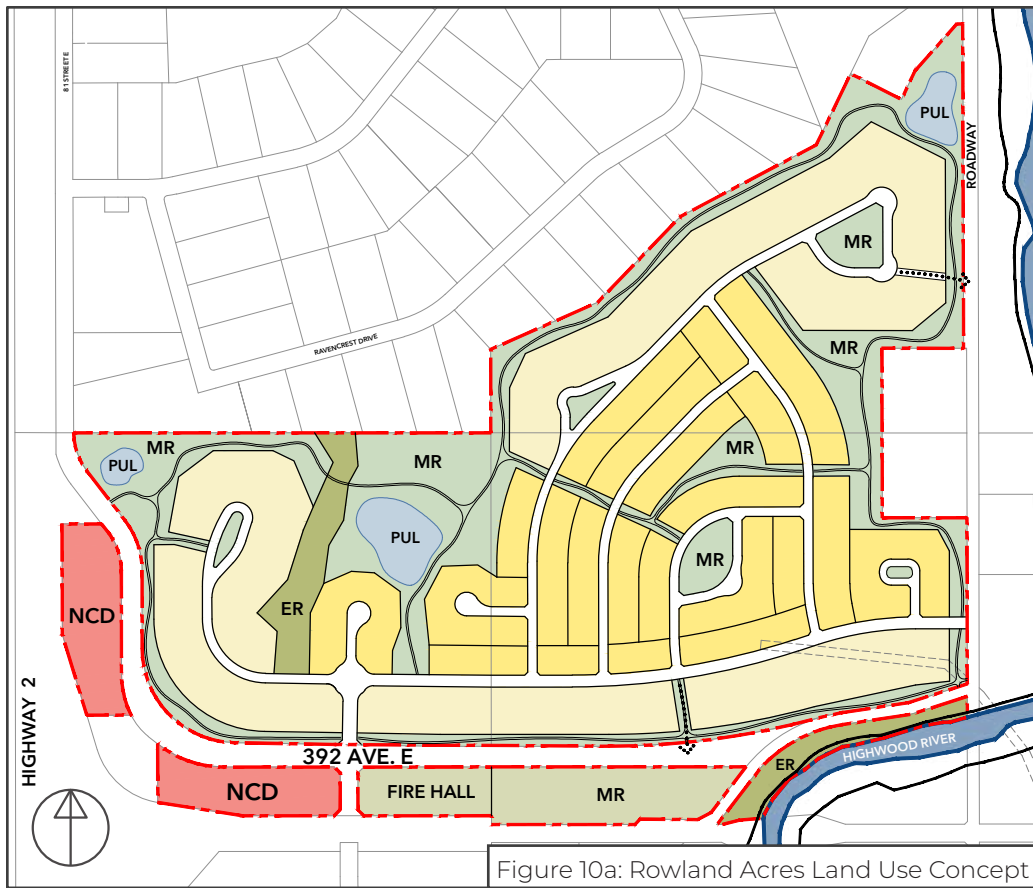 81 STREET E
PUL
ROADWAY
MR
MR
RAVENCREST DRIVE
MR
MR
MR
PUL
PUL
MR
ER
NCD
HIGHWAY 2
392 AVE. E
HIGHWOOD RIVER
ER
NCD
FIRE HALL
MR
Figure 10a: Rowland Acres Land Use Concept